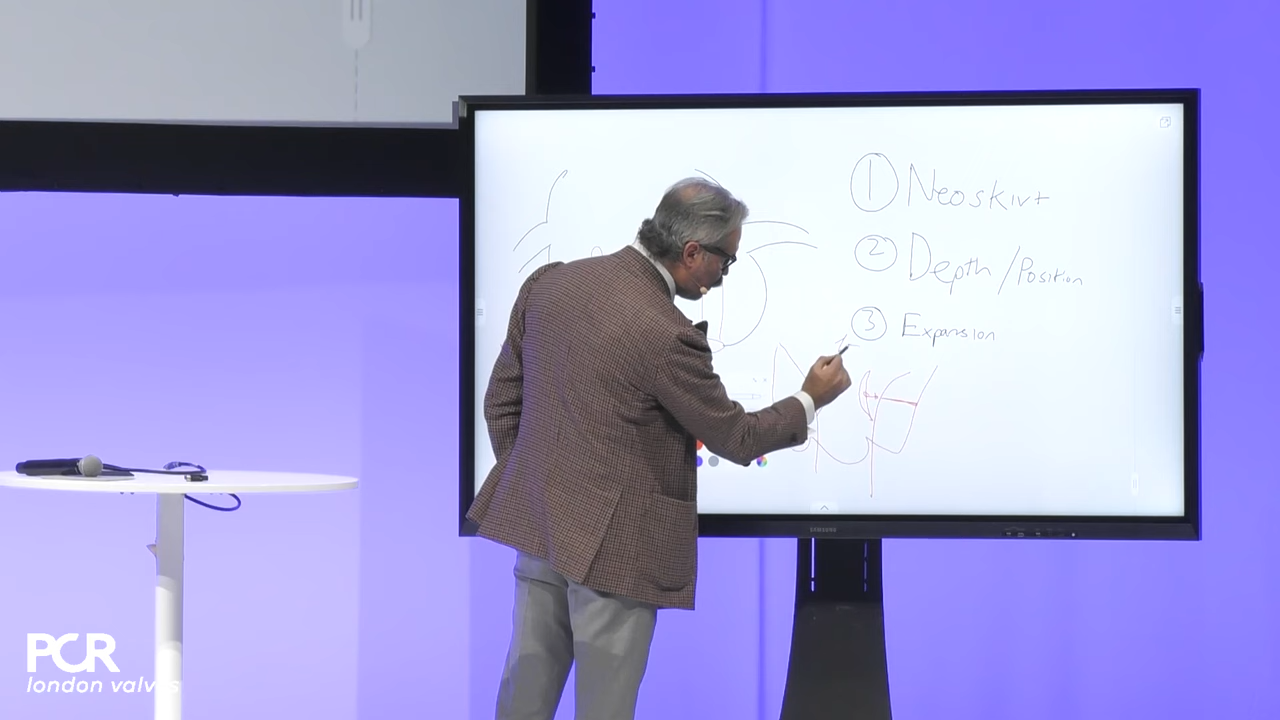 1 Neoskirt
2 Depth / Position
3 Expansion
SAMSUNG
PCR
london valves